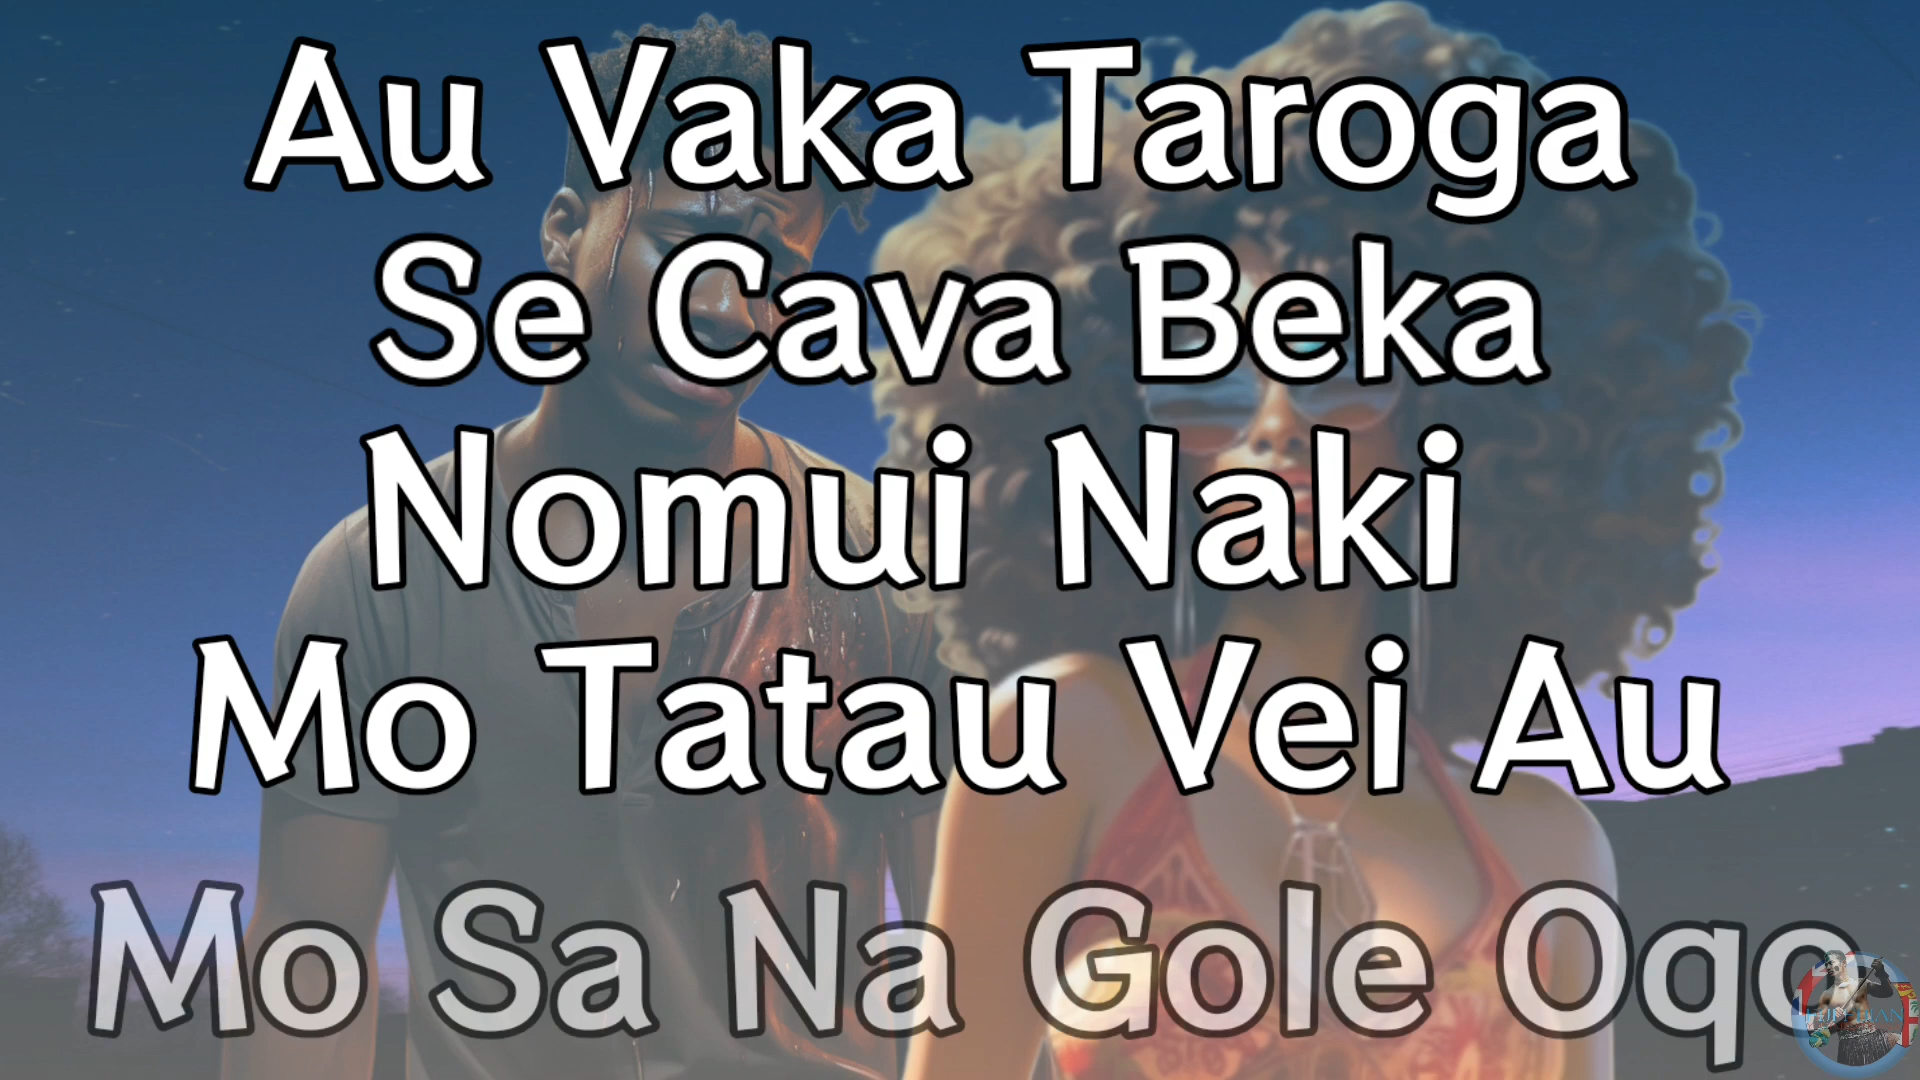 Au Vaka Taroga
Se Cava Beka
Nomui Naki
Mo Tatau Vei Au
Mo Sa Na Gole Oqo